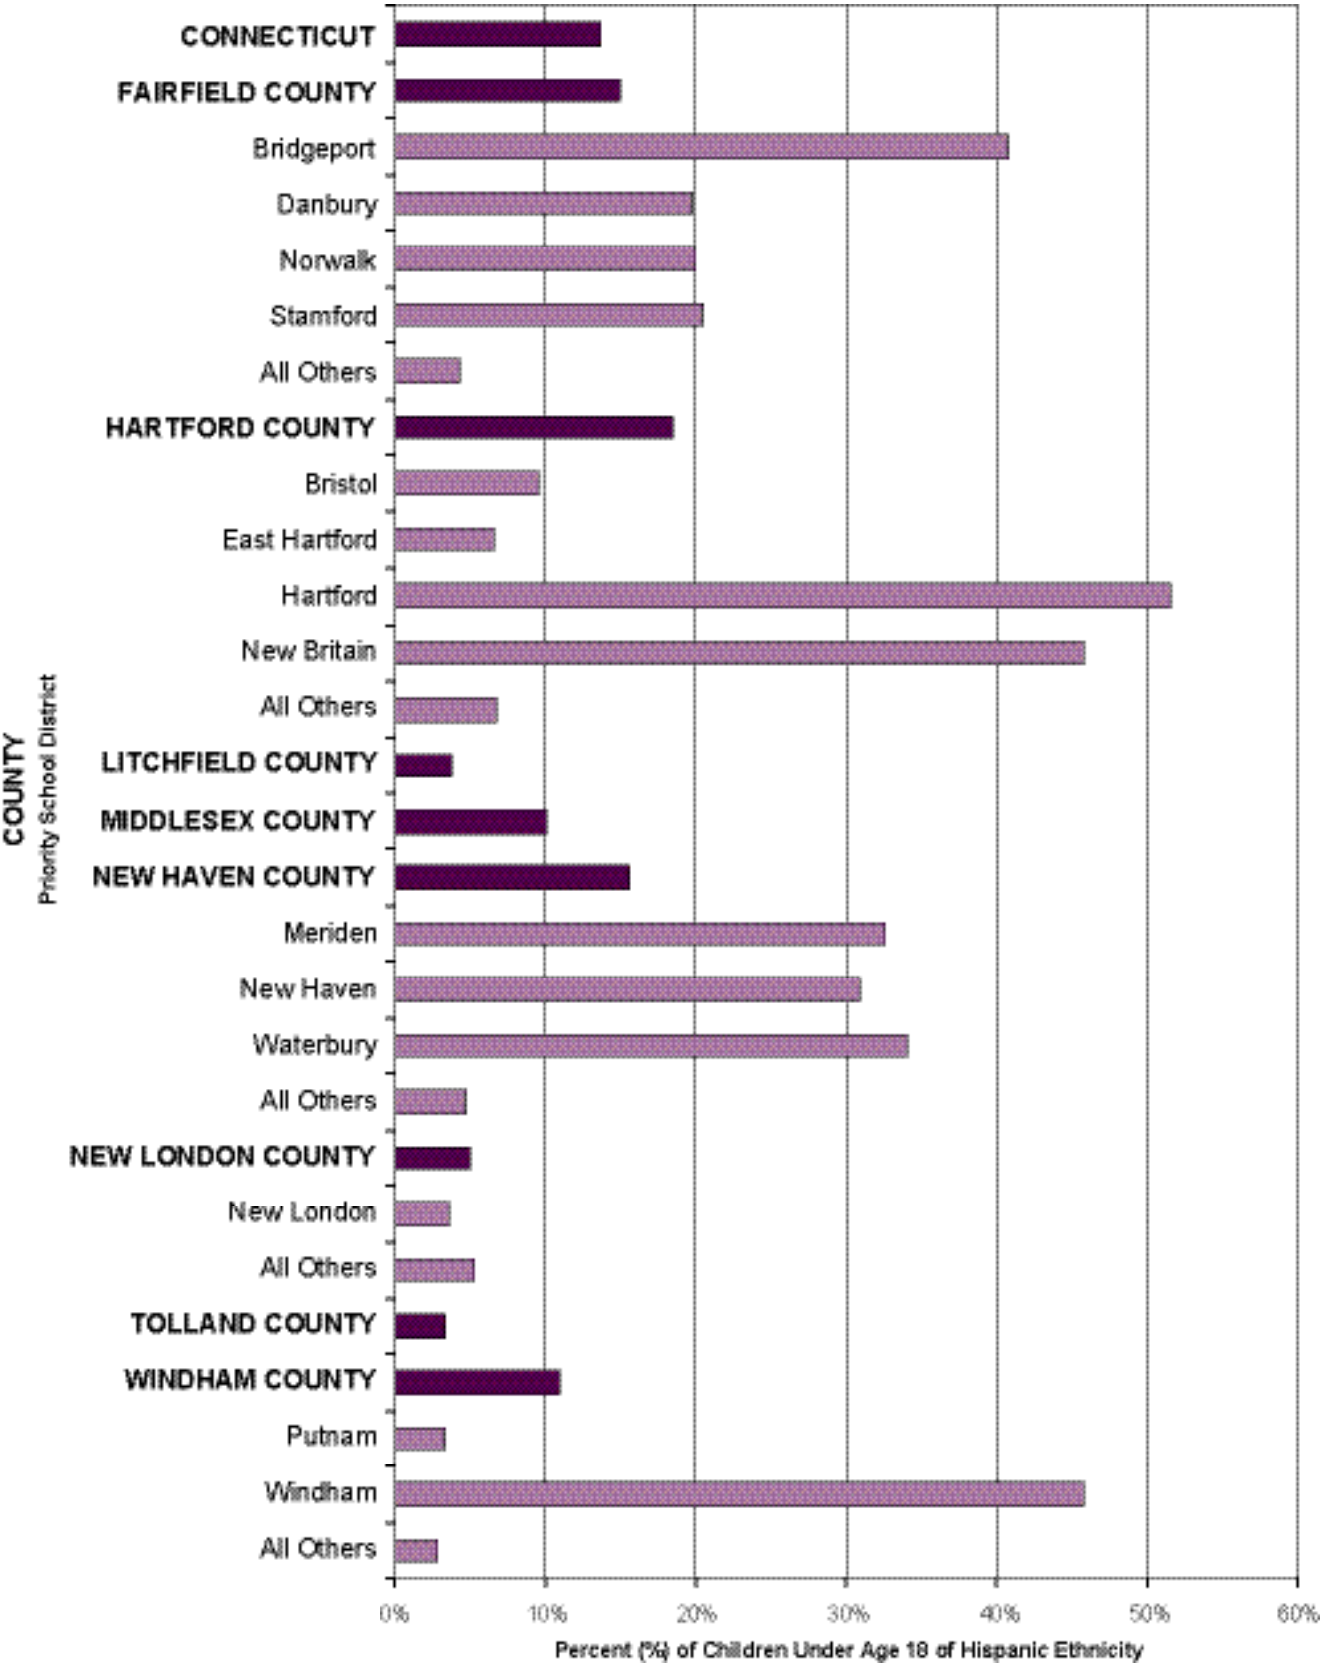 CONNECTICUT
FAIRFIELD COUNTY
Bridgeport
Danbury
Norwalk
Stamford
All Others
HARTFORD COUNTY
Bristol
East Hartford
Hartford
New Britain
All Others
LITCHFIELD COUNTY
MIDDLESEX COUNTY
NEW HAVEN COUNTY
Meriden
New Haven
Waterbury
All Others
NEW LONDON COUNTY
New London
All Others
TOLLAND COUNTY
WINDHAM COUNTY
Putnam
Windham
All Others
COUNTY
Priority School District
0% 10% 20% 30% 40% 50% 60%
Percent (%) of Children Under Age 18 of Hispanic Ethnicity